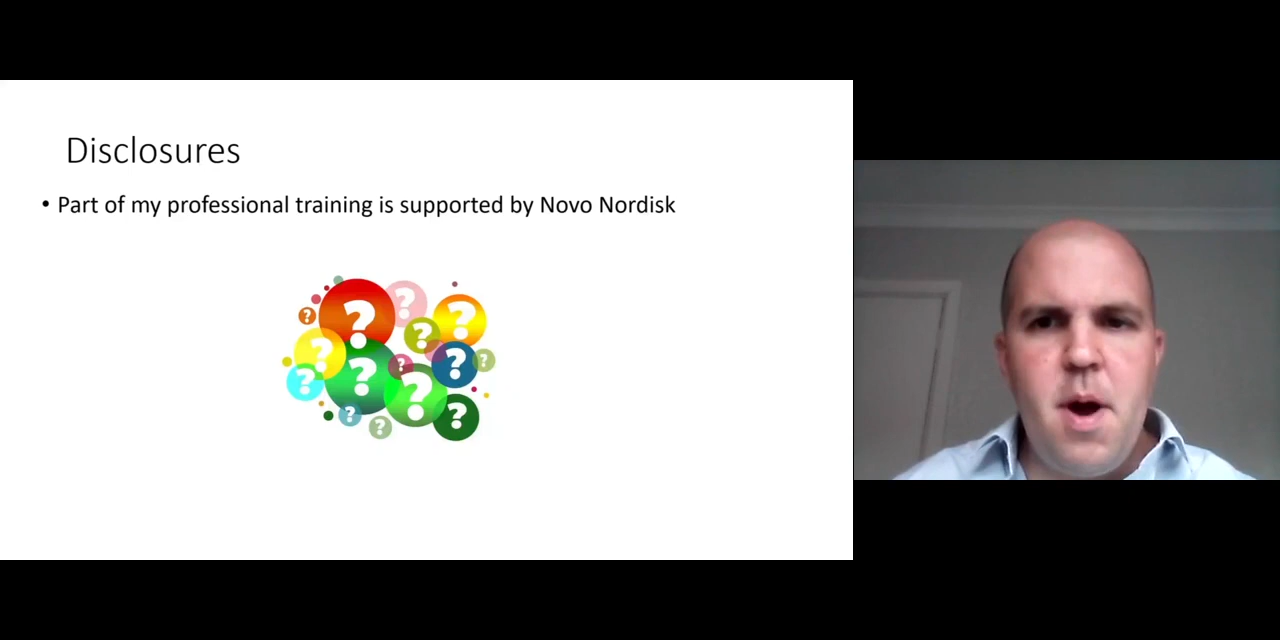 Disclosures
• Part of my professional training is supported by Novo Nordisk
? ? ? ? ? ? ? ? ? ? ? ? ? ? ?